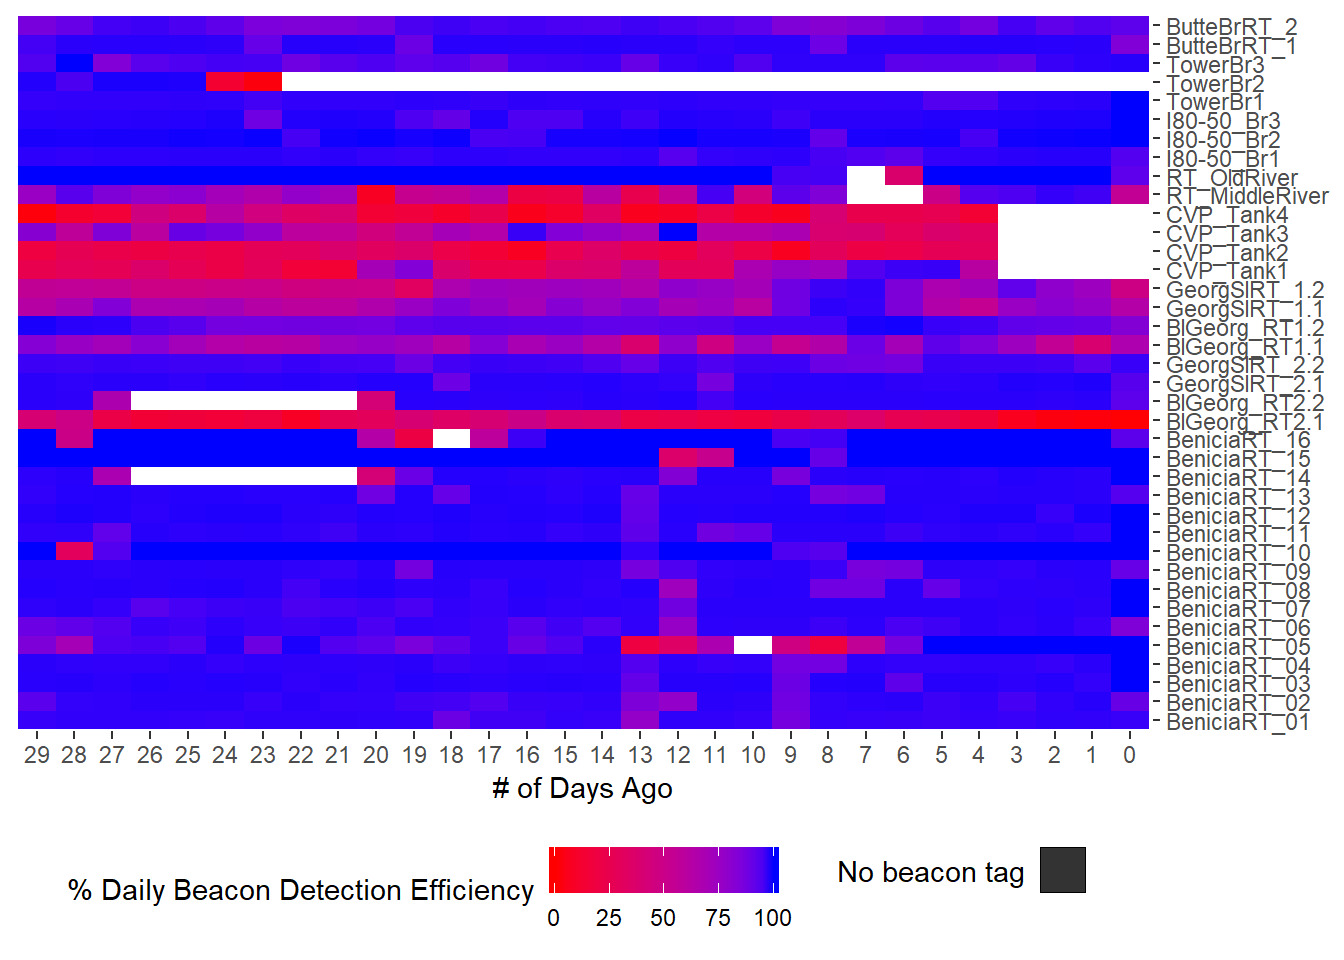 ButteBrRT_2
ButteBrRT_1
TowerBr3
TowerBr2
TowerBr1
I80-50_Br3
I80-50_Br2
I80-50_Br1
RT_OldRiver
RT_MiddleRiver
CVP_Tank4
CVP_Tank3
CVP_Tank2
CVP_Tank1
GeorgSlRT_1.2
GeorgSlRT_1.1
BlGeorg_RT1.2
BlGeorg_RT1.1
GeorgSlRT_2.2
GeorgSlRT_2.1
BlGeorg_RT2.2
BlGeorg_RT2.1
BeniciaRT_16
BeniciaRT_15
BeniciaRT_14
BeniciaRT_13
BeniciaRT_12
BeniciaRT_11
BeniciaRT_10
BeniciaRT_09
BeniciaRT_08
BeniciaRT_07
BeniciaRT_06
BeniciaRT_05
BeniciaRT_04
BeniciaRT_03
BeniciaRT_02
BeniciaRT_01
29 28 27 26 25 24 23 22 21 20 19 18 17 16 15 14 13 12 11 10 9 8 7 6 5 4 3 2 1 0
# of Days Ago
% Daily Beacon Detection Efficiency
0 25 50 75 100
No beacon tag